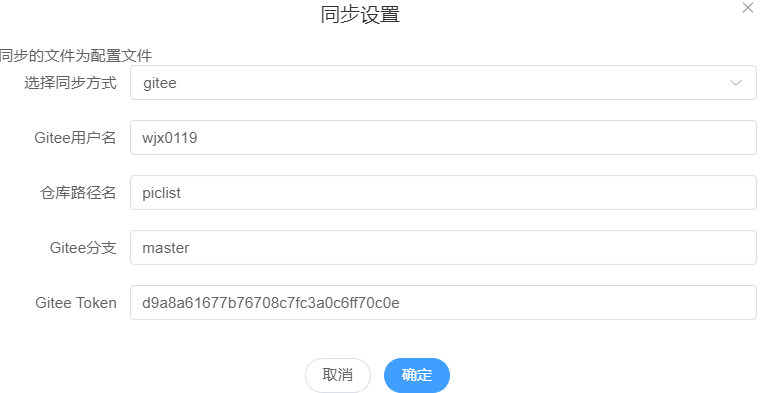 同步设置
同步的文件为配置文件
选择同步方式 gitee
Gitee用户名 wjx0119
仓库路径名 piclist
Gitee分支 master
Gitee Token d9a8a61677b76708c7fc3a0c6ff70c0e
取消 确定